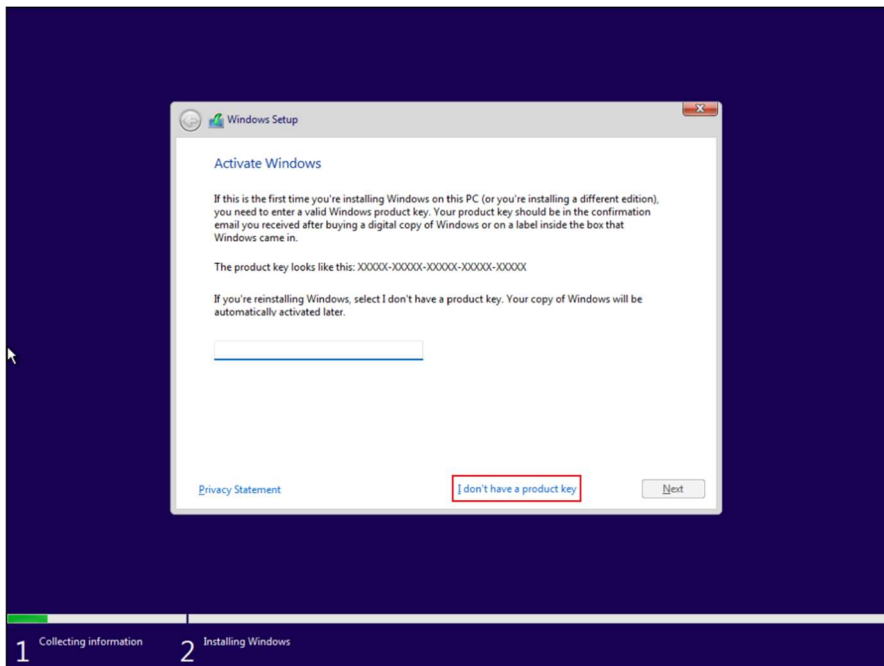 Windows Setup
Activate Windows
If this is the first time you're installing Windows on this PC (or you're installing a different edition),
you need to enter a valid Windows product key. Your product key should be in the confirmation
email you received after buying a digital copy of Windows or on a label inside the box that
Windows came in.
The product key looks like this: XXXXX-XXXXX-XXXXX-XXXXX-XXXXX
If you're reinstalling Windows, select I don't have a product key. Your copy of Windows will be
automatically activated later.
Privacy Statement
I don't have a product key
Next
1 Collecting information
2 Installing Windows